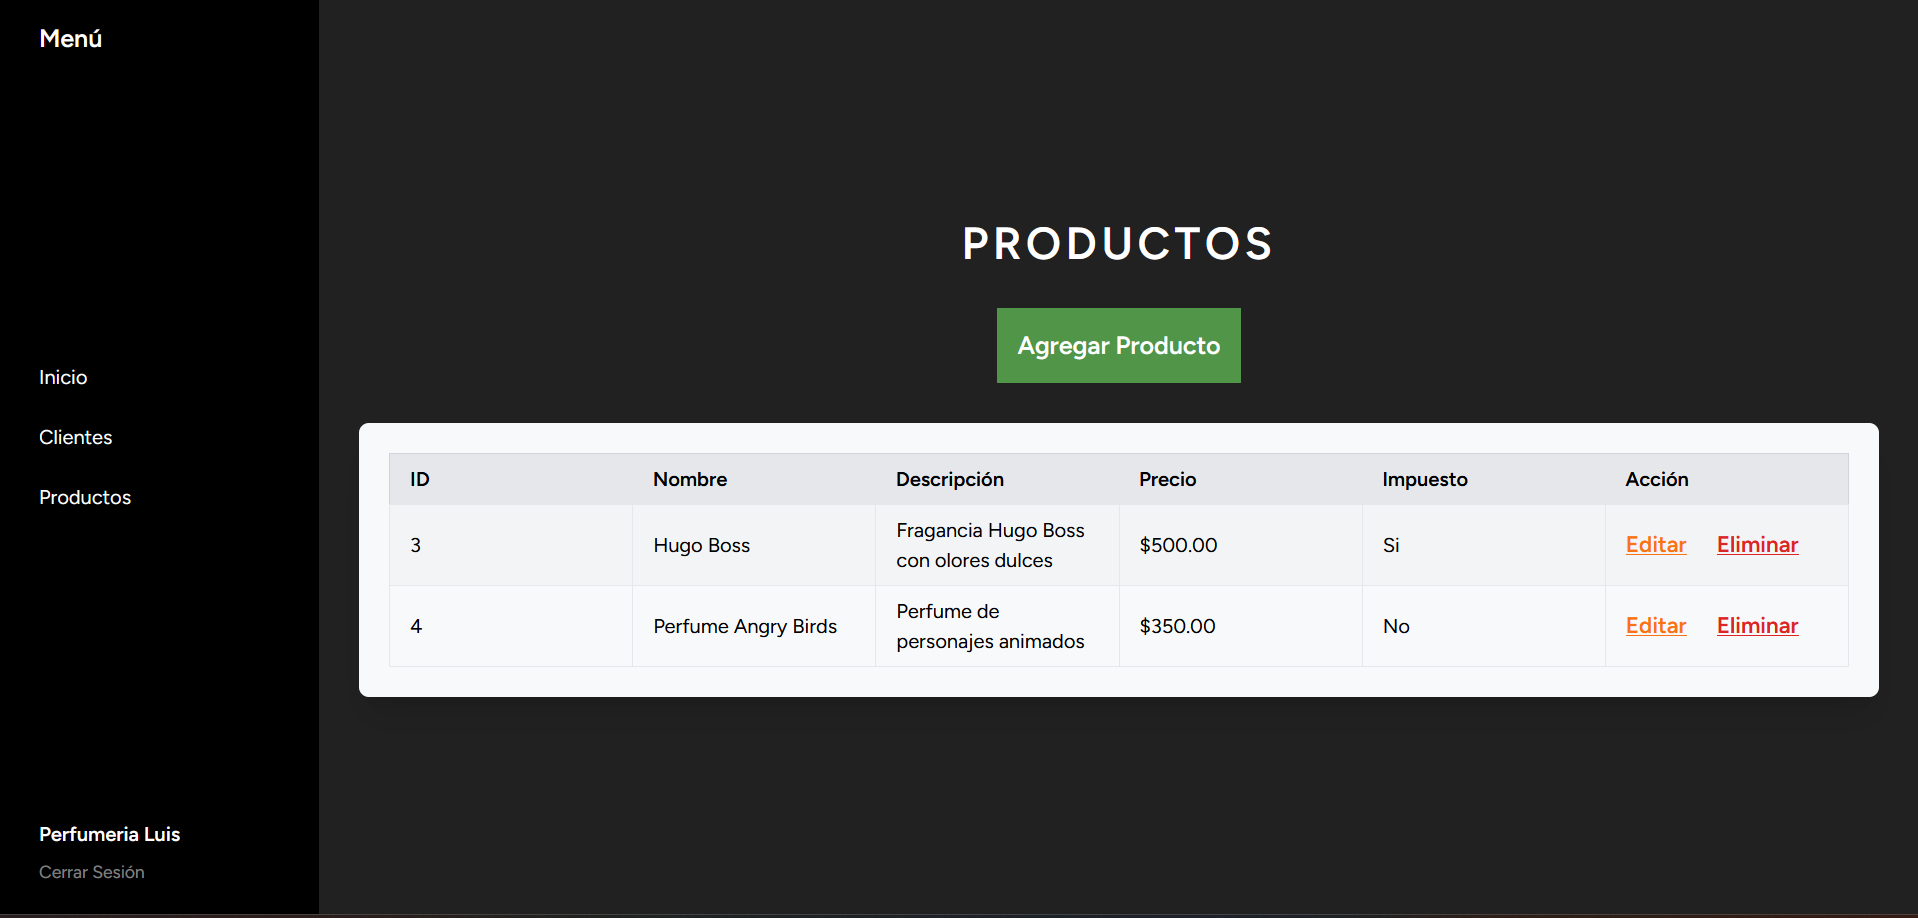 Menú
Inicio
Clientes
Productos
Perfumeria Luis
Cerrar Sesión
PRODUCTOS
Agregar Producto
ID Nombre Descripción Precio Impuesto Acción
3 Hugo Boss Fragancia Hugo Boss con olores dulces $500.00 Si Editar Eliminar
4 Perfume Angry Birds Perfume de personajes animados $350.00 No Editar Eliminar